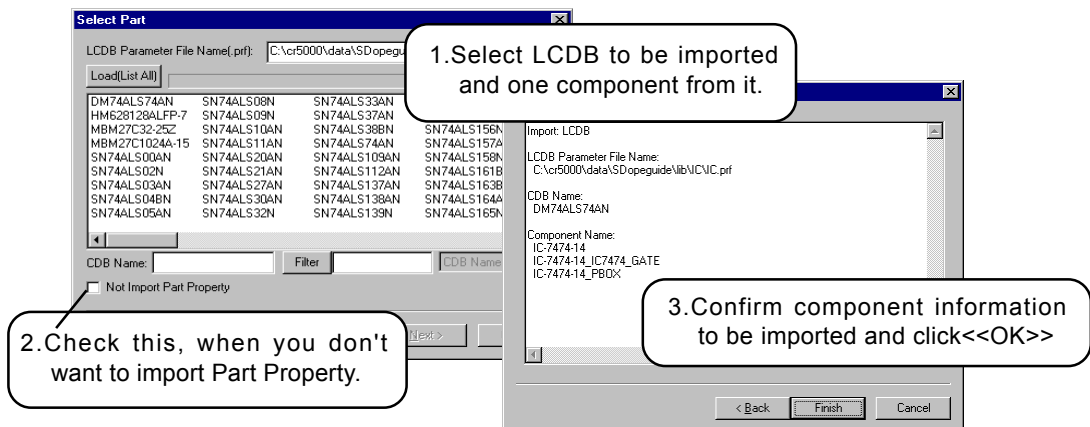 Select Part
LCDB Parameter File Name(.prf): C:\cr5000\data\SDopegu
Load(List All)
DM74ALS74AN SN74ALS08N SN74ALS33AN
HM628128ALFP-7 SN74ALS09N SN74ALS37AN
MBM27C32-25Z SN74ALS10AN SN74ALS38BN SN74ALS156N
MBM27C1024A-15 SN74ALS11AN SN74ALS74AN SN74ALS157A
SN74ALS00AN SN74ALS20AN SN74ALS109AN SN74ALS158N
SN74ALS02N SN74ALS21AN SN74ALS112AN SN74ALS161B
SN74ALS03AN SN74ALS27AN SN74ALS137AN SN74ALS163B
SN74ALS04BN SN74ALS30AN SN74ALS138AN SN74ALS164A
SN74ALS05AN SN74ALS32N SN74ALS139N SN74ALS165N
CDB Name: Filter CDB Name
Not Import Part Property
Next >
1.Select LCDB to be imported
and one component from it.
2.Check this, when you don't
want to import Part Property.
Import: LCDB
LCDB Parameter File Name:
C:\cr5000\data\SDopeguide\lib\IC\IC.prf
CDB Name:
DM74ALS74AN
Component Name:
IC-7474-14
IC-7474-14_IC7474_GATE
IC-7474-14_PBOX
3.Confirm component information
to be imported and click<<OK>>
< Back Finish Cancel